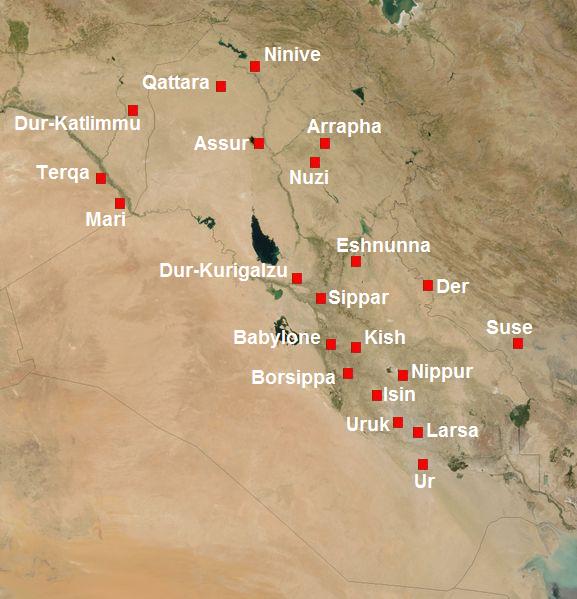 Ninive
Qattara
Dur-Katlimmu
Arrapha
Assur
Terqa
Nuzi
Mari
Eshnunna
Dur-Kurigalzu
Der
Sippar
Suse
Babylone
Kish
Borsippa
Nippur
Isin
Uruk
Larsa
Ur